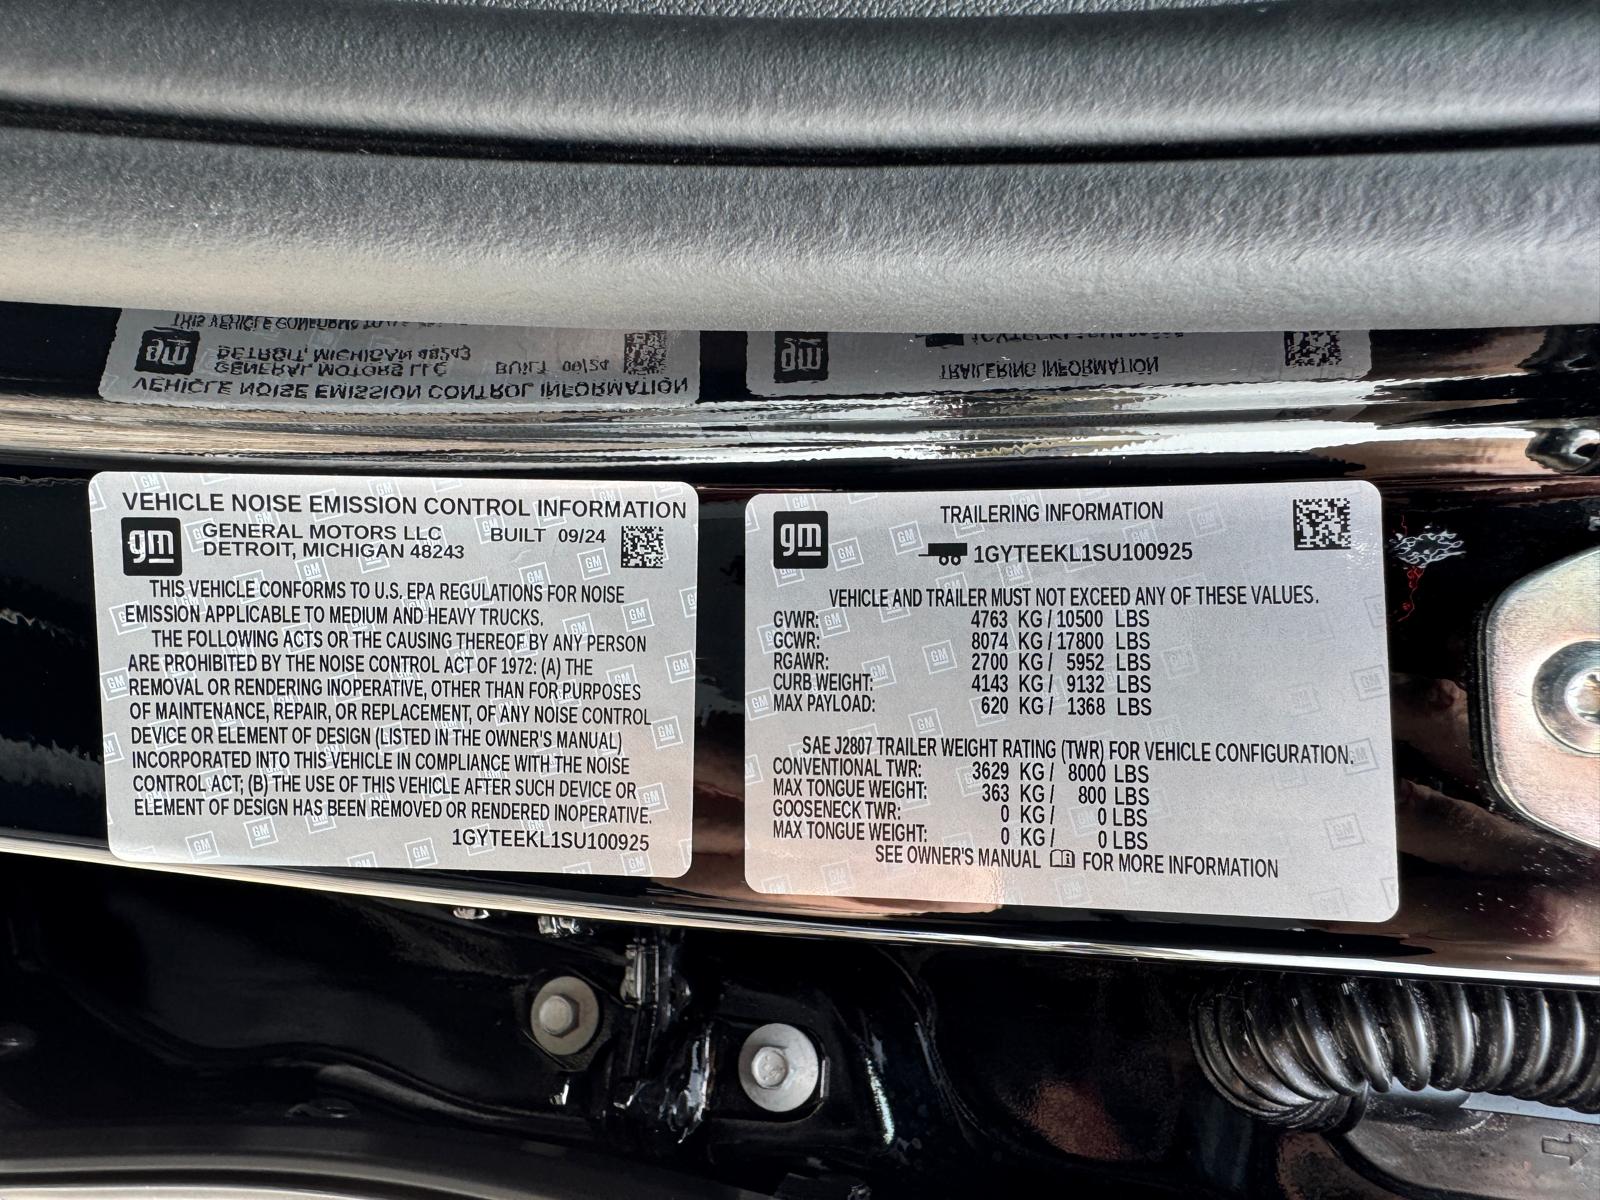 VEHICLE NOISE EMISSION CONTROL INFORMATION
gm
GENERAL MOTORS LLC BUILT 09/24
DETROIT, MICHIGAN 48243
THIS VEHICLE CONFORMS TO U.S. EPA REGULATIONS FOR NOISE
EMISSION APPLICABLE TO MEDIUM AND HEAVY TRUCKS.
THE FOLLOWING ACTS OR THE CAUSING THEREOF BY ANY PERSON
ARE PROHIBITED BY THE NOISE CONTROL ACT OF 1972: (A) THE
REMOVAL OR RENDERING INOPERATIVE, OTHER THAN FOR PURPOSES
OF MAINTENANCE, REPAIR, OR REPLACEMENT, OF ANY NOISE CONTROL
DEVICE OR ELEMENT OF DESIGN (LISTED IN THE OWNER'S MANUAL)
INCORPORATED INTO THIS VEHICLE IN COMPLIANCE WITH THE NOISE
CONTROL ACT; (B) THE USE OF THIS VEHICLE AFTER SUCH DEVICE OR
ELEMENT OF DESIGN HAS BEEN REMOVED OR RENDERED INOPERATIVE.
1GYTEEKL1SU100925
gm
TRAILERING INFORMATION
1GYTEEKL1SU100925
VEHICLE AND TRAILER MUST NOT EXCEED ANY OF THESE VALUES.
GVWR: 4763 KG / 10500 LBS
GCWR: 8074 KG / 17800 LBS
RGAWR: 2700 KG / 5952 LBS
CURB WEIGHT: 4143 KG / 9132 LBS
MAX PAYLOAD: 620 KG / 1368 LBS
SAE J2807 TRAILER WEIGHT RATING (TWR) FOR VEHICLE CONFIGURATION.
CONVENTIONAL TWR: 3629 KG / 8000 LBS
MAX TONGUE WEIGHT: 363 KG / 800 LBS
GOOSENECK TWR: 0 KG / 0 LBS
MAX TONGUE WEIGHT: 0 KG / 0 LBS
SEE OWNER'S MANUAL FOR MORE INFORMATION